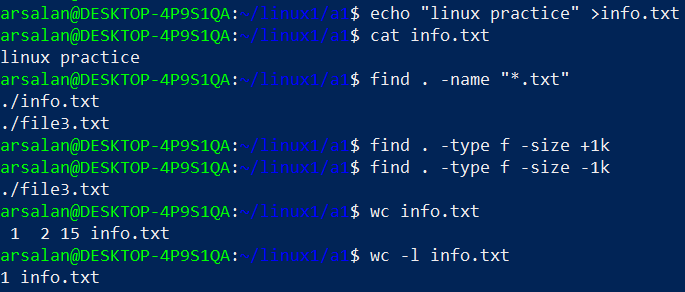 arsalan@DESKTOP-4P9S1QA:~/linux1/a1$ echo "linux practice" >info.txt
arsalan@DESKTOP-4P9S1QA:~/linux1/a1$ cat info.txt
linux practice
arsalan@DESKTOP-4P9S1QA:~/linux1/a1$ find . -name "*.txt"
./info.txt
./file3.txt
arsalan@DESKTOP-4P9S1QA:~/linux1/a1$ find . -type f -size +1k
arsalan@DESKTOP-4P9S1QA:~/linux1/a1$ find . -type f -size -1k
./file3.txt
arsalan@DESKTOP-4P9S1QA:~/linux1/a1$ wc info.txt
 1  2 15 info.txt
arsalan@DESKTOP-4P9S1QA:~/linux1/a1$ wc -l info.txt
1 info.txt